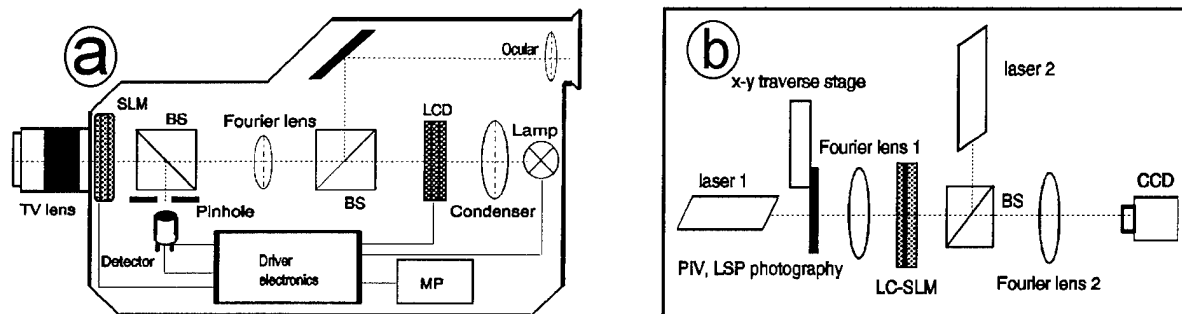 a
Ocular
SLM
BS
Fourier lens
LCD
Lamp
TV lens
Pinhole
BS
Condenser
Detector
Driver
electronics
MP
b
x-y traverse stage
laser 2
Fourier lens 1
laser 1
CCD
BS
PIV, LSP photography
LC-SLM
Fourier lens 2